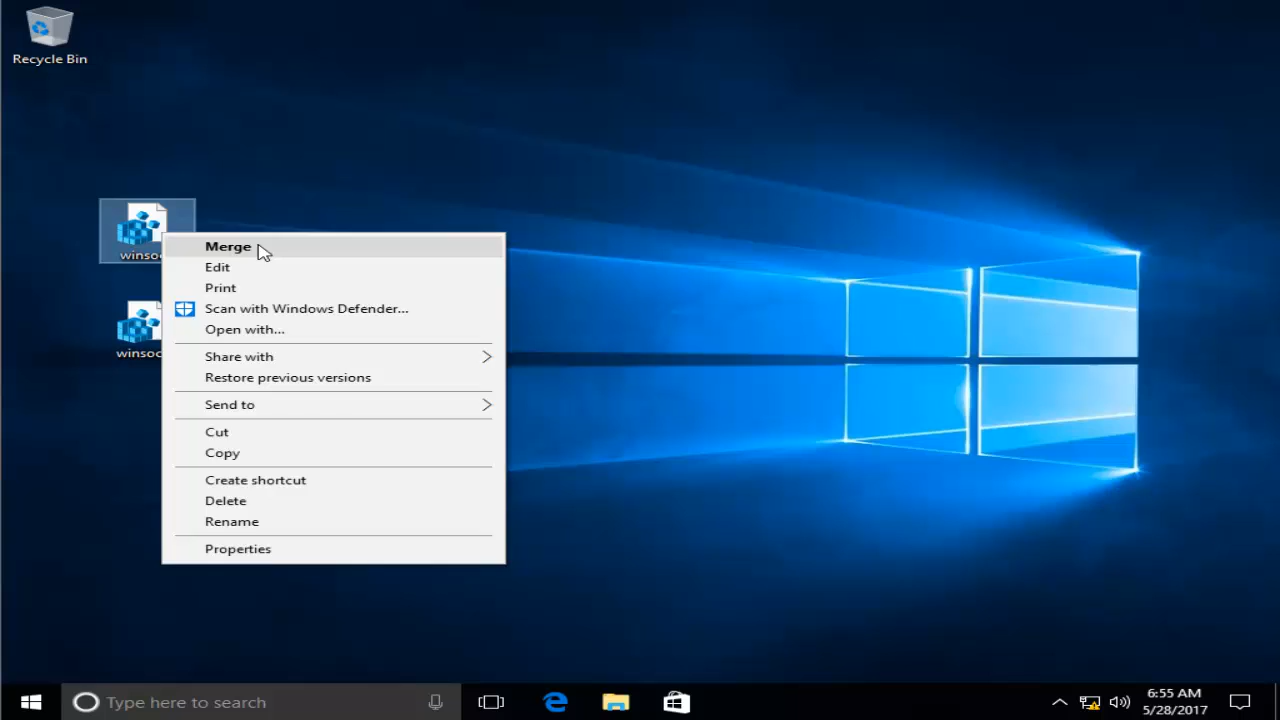 Recycle Bin
winsoc
Merge
Edit
Print
Scan with Windows Defender...
Open with...
winsoc
Share with
Restore previous versions
Send to
Cut
Copy
Create shortcut
Delete
Rename
Properties
Type here to search
6:55 AM
5/28/2017